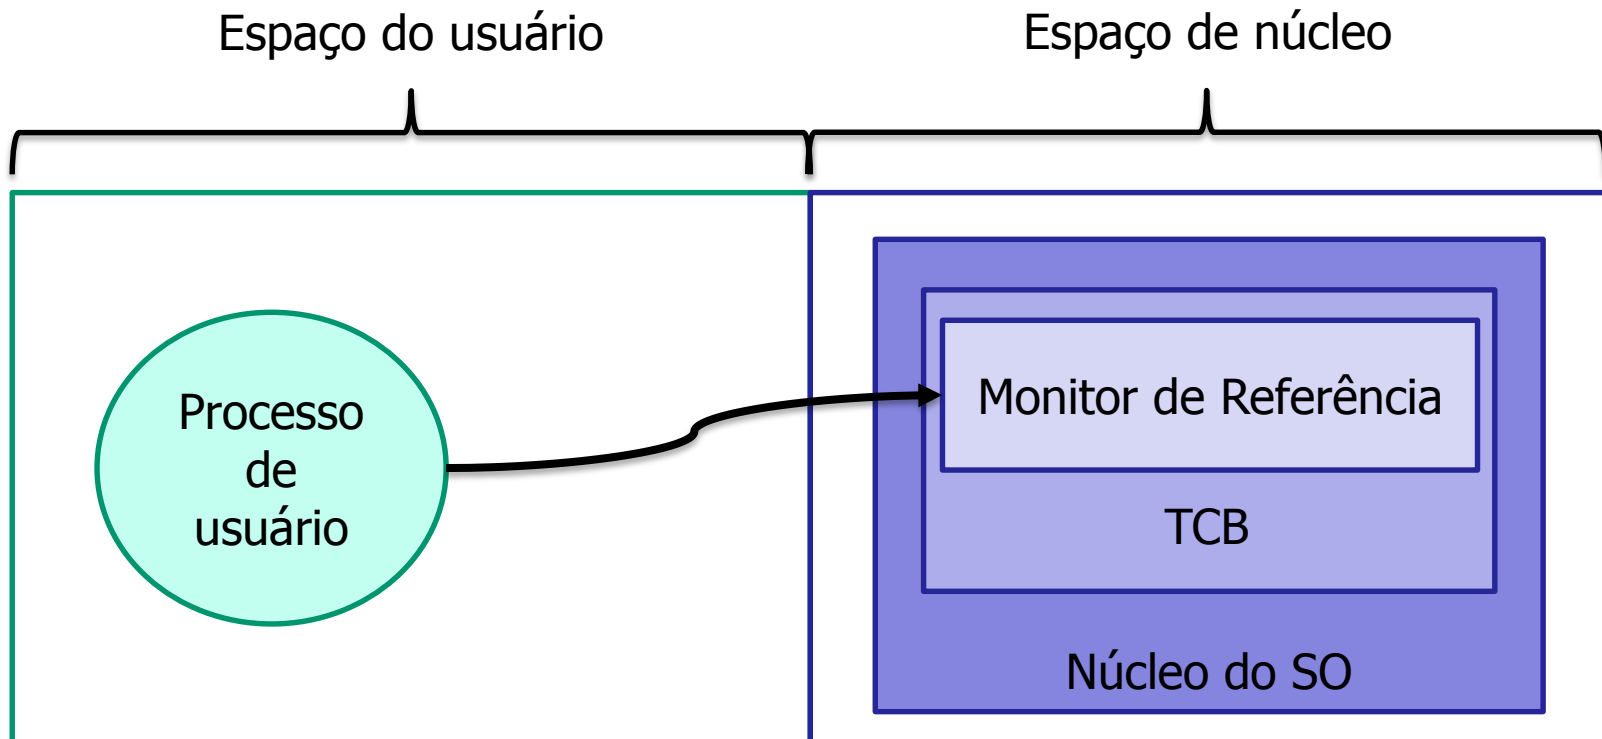 Espaço do usuário
Espaço de núcleo
Processo
de
usuário
Monitor de Referência
TCB
Núcleo do SO